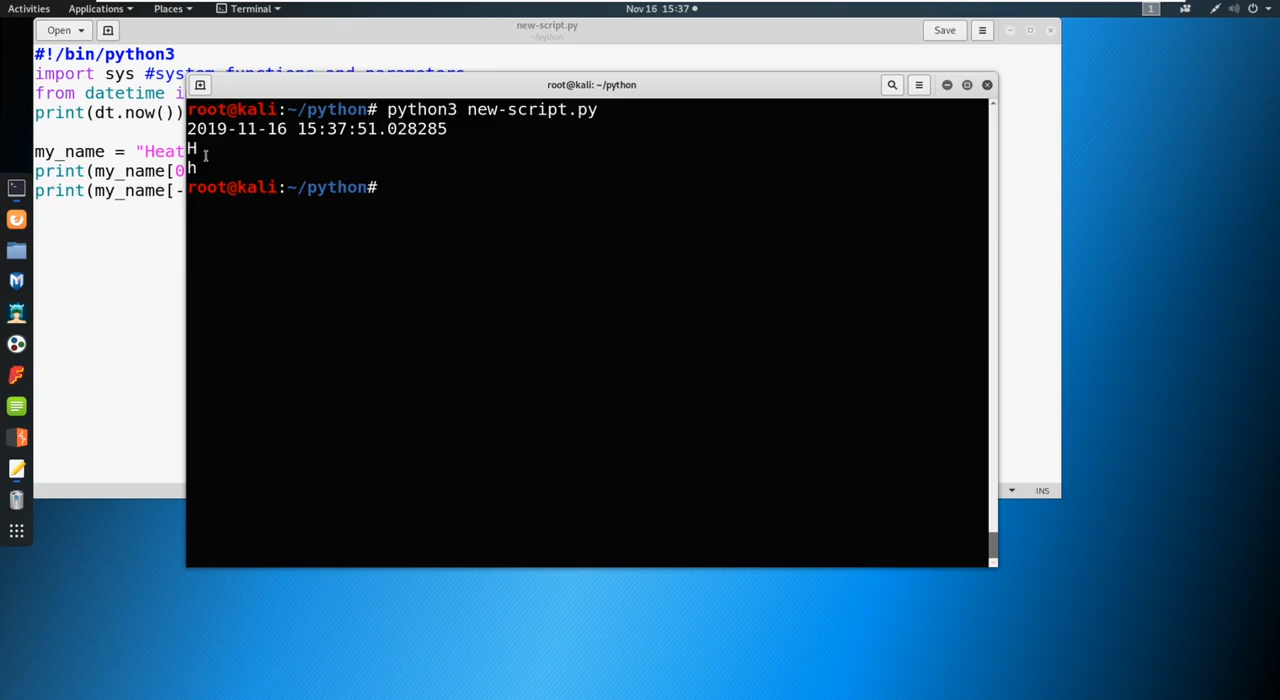 Activities Applications Places Terminal Nov 16 15:37 1
Open new-script.py Save
~/python
#!/bin/python3
import sys #system functions and parameters
from datetime i
print(dt.now())
my_name = "Heat
print(my_name[0
print(my_name[-
root@kali: ~/python
root@kali:~/python# python3 new-script.py
2019-11-16 15:37:51.028285
H
h
root@kali:~/python#
INS